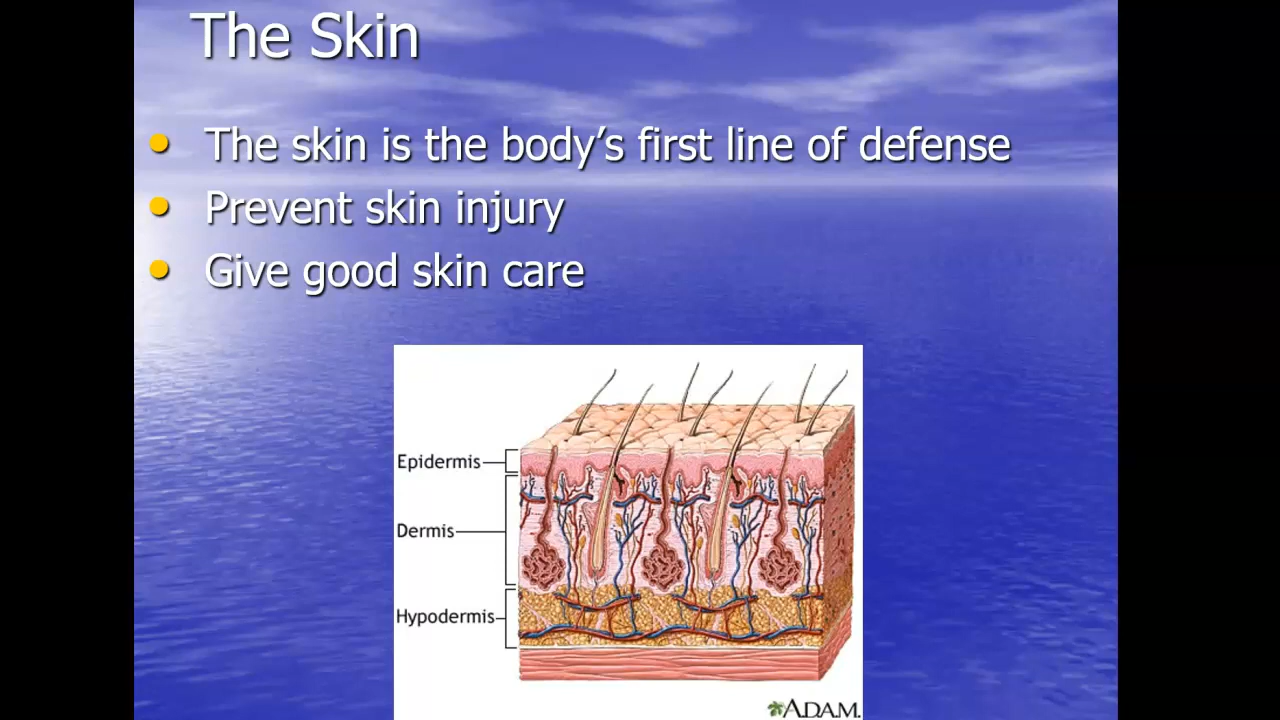 The Skin
The skin is the body’s first line of defense
Prevent skin injury
Give good skin care
Epidermis
Dermis
Hypodermis
A.D.A.M.